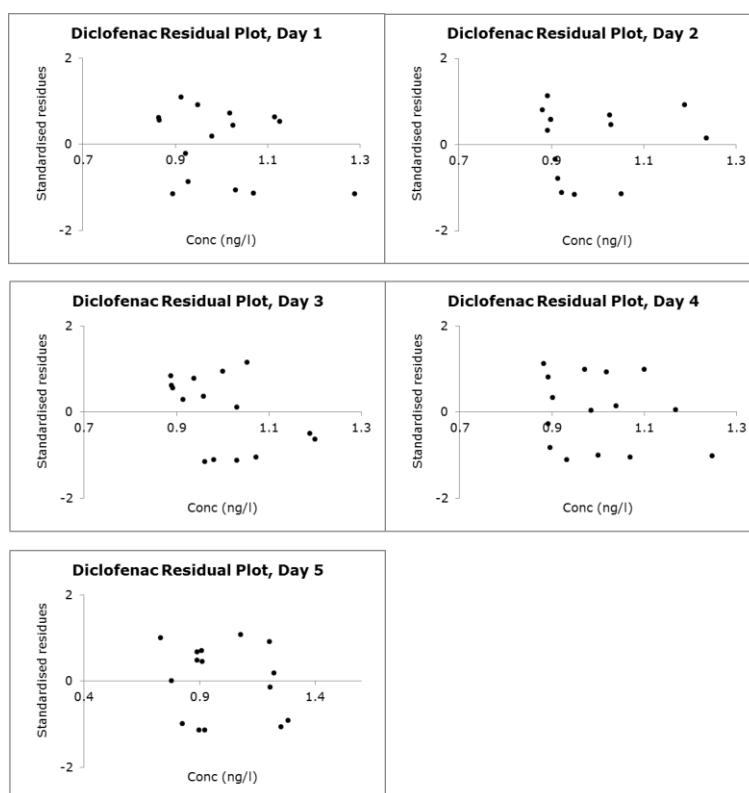 Diclofenac Residual Plot, Day 1
2
0
-2
0.7 0.9 1.1 1.3
Standardised residues
Conc (ng/l)
Diclofenac Residual Plot, Day 2
2
0
-2
0.7 0.9 1.1 1.3
Standardised residues
Conc (ng/l)
Diclofenac Residual Plot, Day 3
2
0
-2
0.7 0.9 1.1 1.3
Standardised residues
Conc (ng/l)
Diclofenac Residual Plot, Day 4
2
0
-2
0.7 0.9 1.1 1.3
Standardised residues
Conc (ng/l)
Diclofenac Residual Plot, Day 5
2
0
-2
0.4 0.9 1.4
Standardised residues
Conc (ng/l)